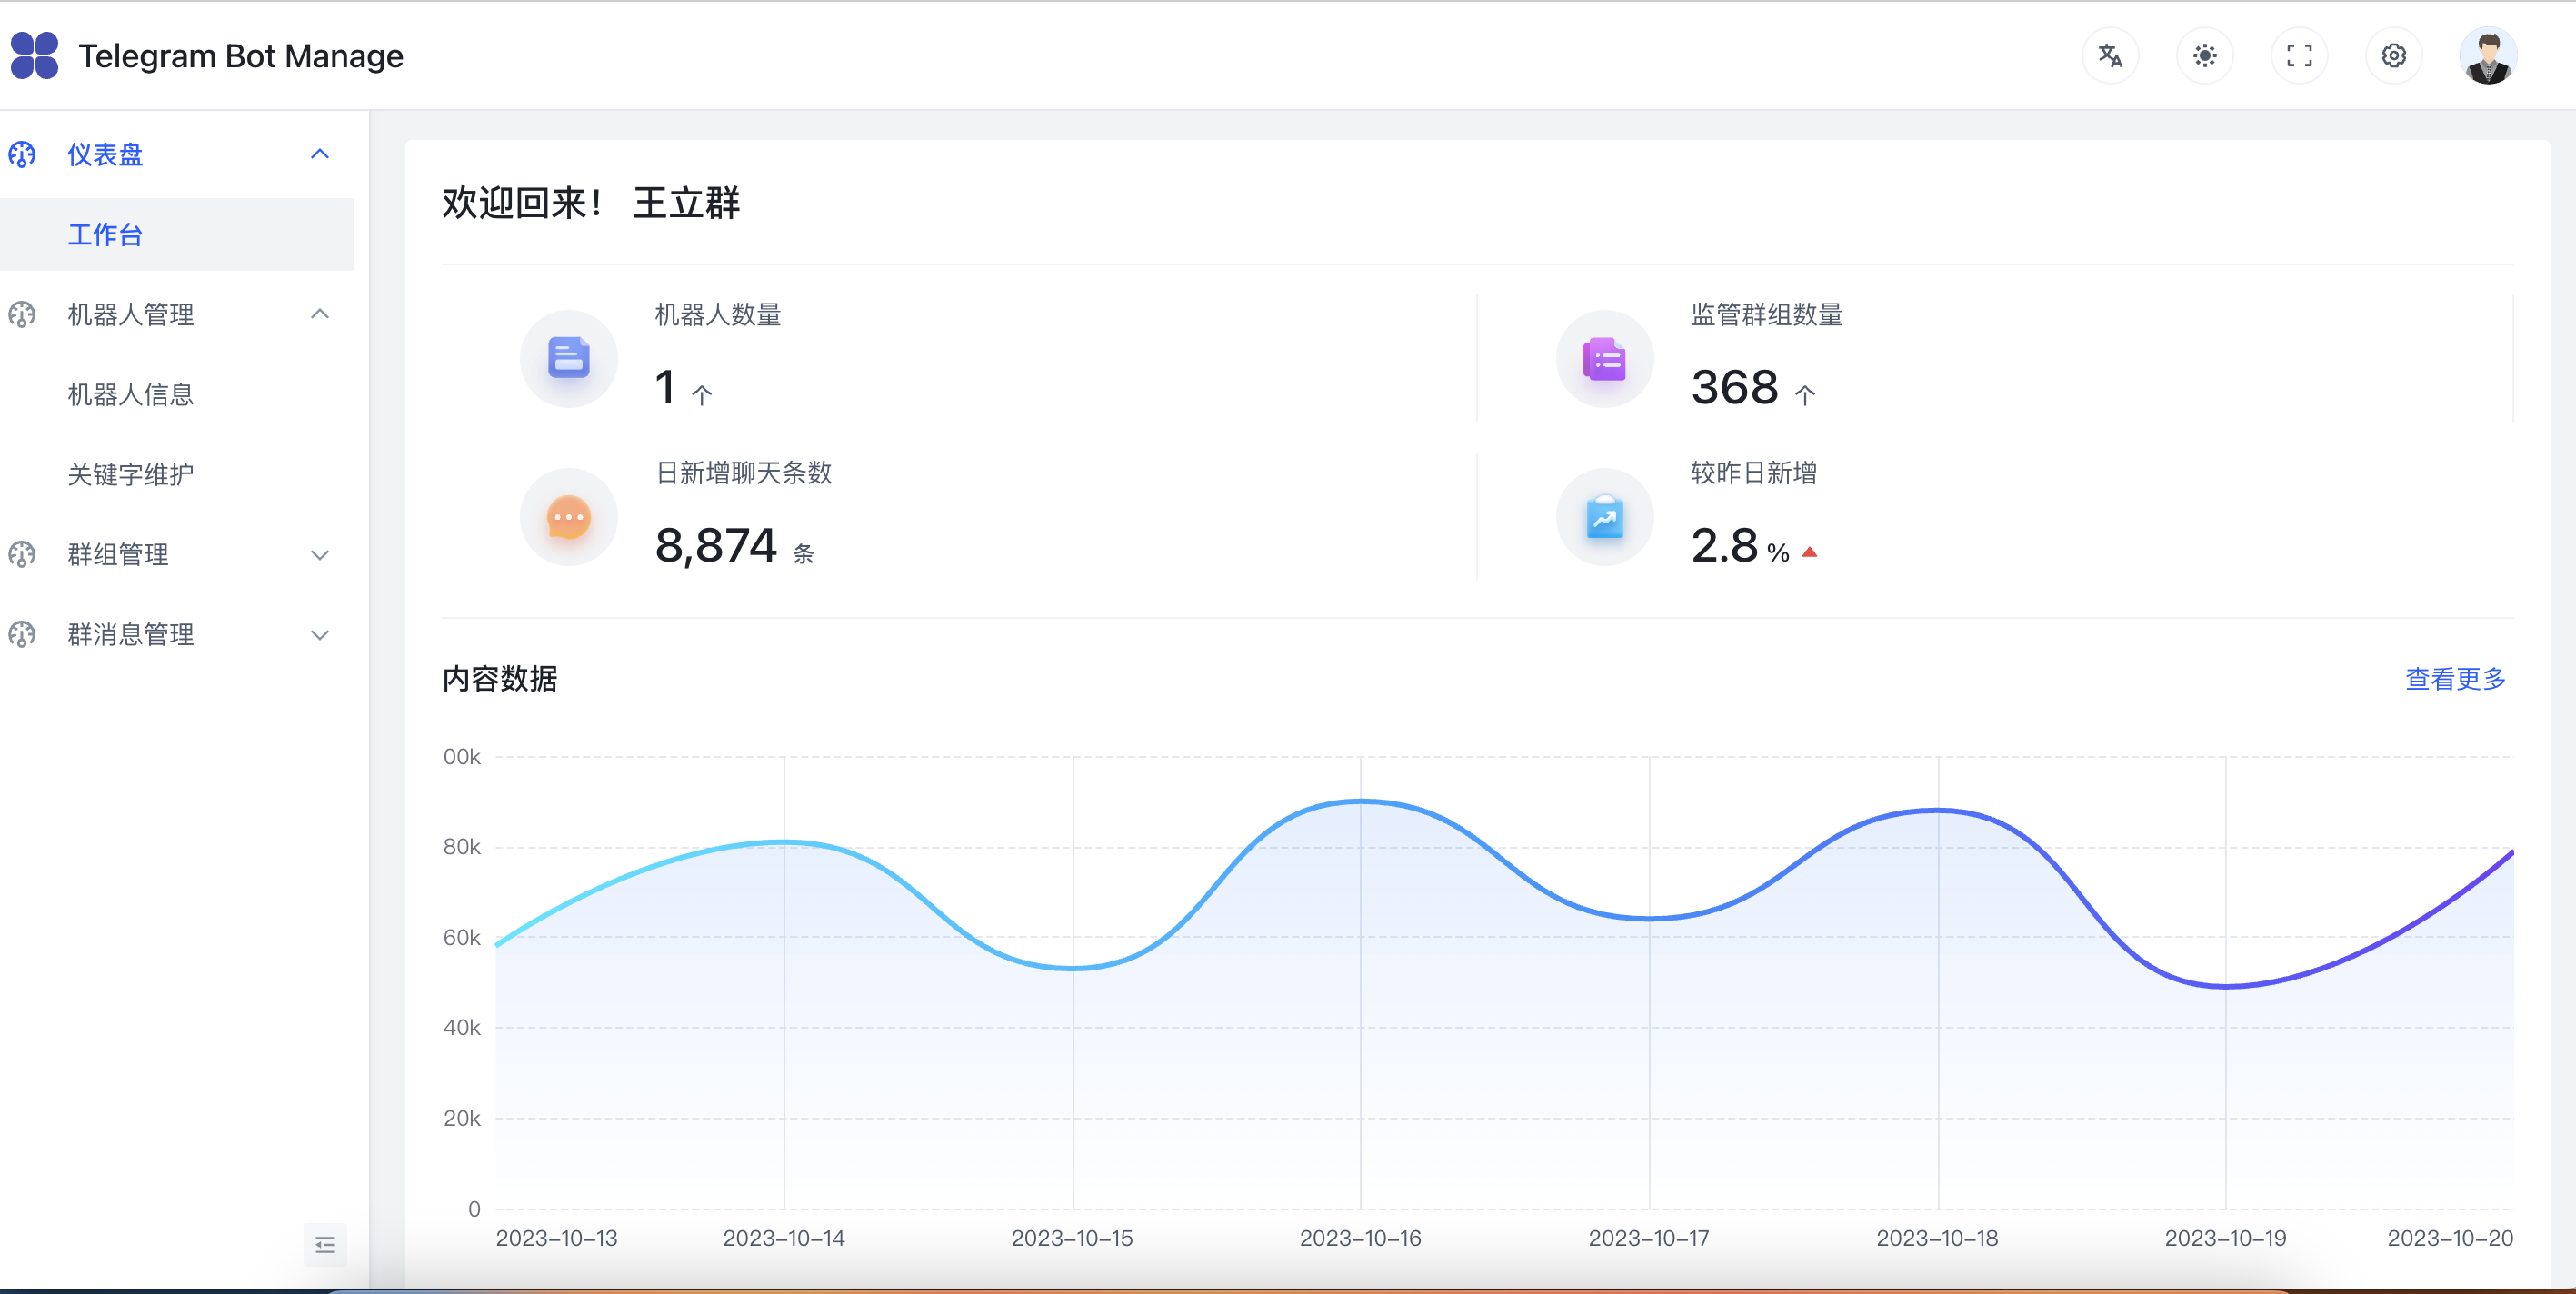 Telegram Bot Manage
仪表盘
工作台
机器人管理
机器人信息
关键字维护
群组管理
群消息管理
欢迎回来！ 王立群
机器人数量
1 个
监管群组数量
368 个
日新增聊天条数
8,874 条
较昨日新增
2.8 %
内容数据
查看更多
00k
80k
60k
40k
20k
0
2023-10-13
2023-10-14
2023-10-15
2023-10-16
2023-10-17
2023-10-18
2023-10-19
2023-10-20